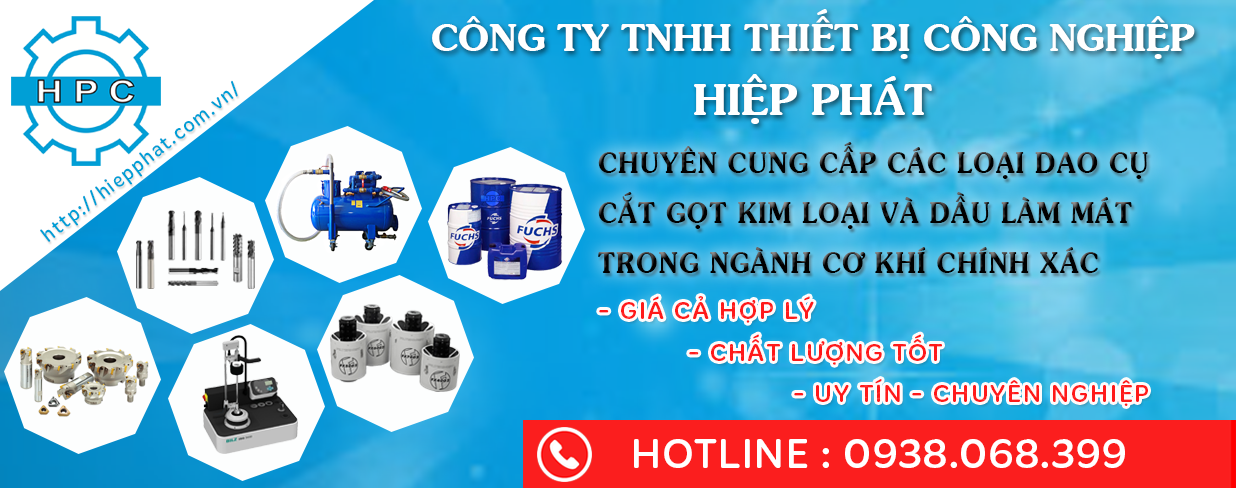 HPC
http://hiepphat.com.vn/
CÔNG TY TNHH THIẾT BỊ CÔNG NGHIỆP
HIỆP PHÁT
CHUYÊN CUNG CẤP CÁC LOẠI DAO CỤ
CẮT GỌT KIM LOẠI VÀ DẦU LÀM MÁT
TRONG NGÀNH CƠ KHÍ CHÍNH XÁC
- GIÁ CẢ HỢP LÝ
- CHẤT LƯỢNG TỐT
- UY TÍN - CHUYÊN NGHIỆP
HOTLINE : 0938.068.399
FUCHS
FUCHS